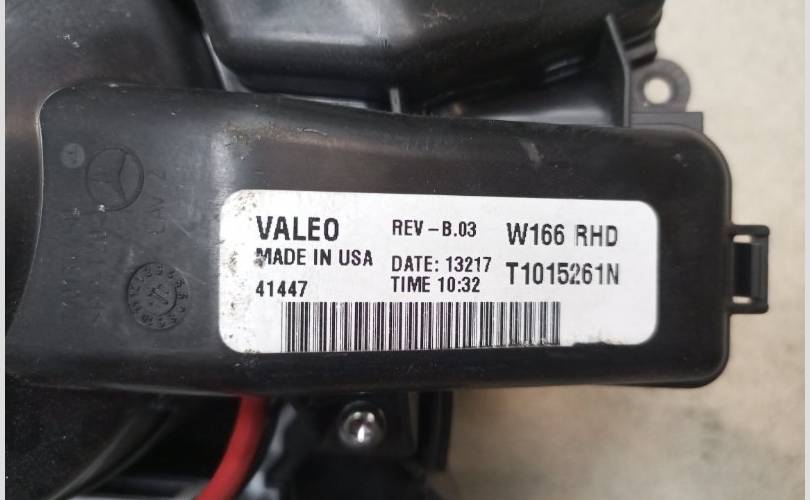 VALEO
REV-B.03
W166 RHD
MADE IN USA
DATE: 13217
T1015261N
41447
TIME 10:32